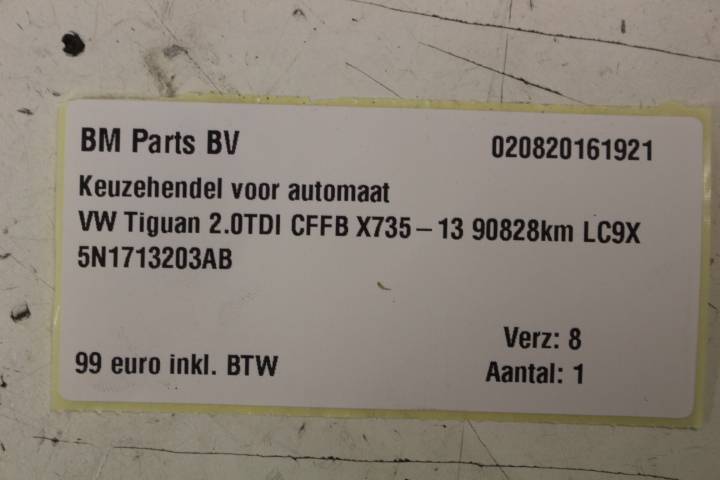 BM Parts BV 020820161921
Keuzehendel voor automaat
VW Tiguan 2.0TDI CFFB X735-13 90828km LC9X
5N1713203AB
Verz: 8
99 euro inkl. BTW Aantal: 1